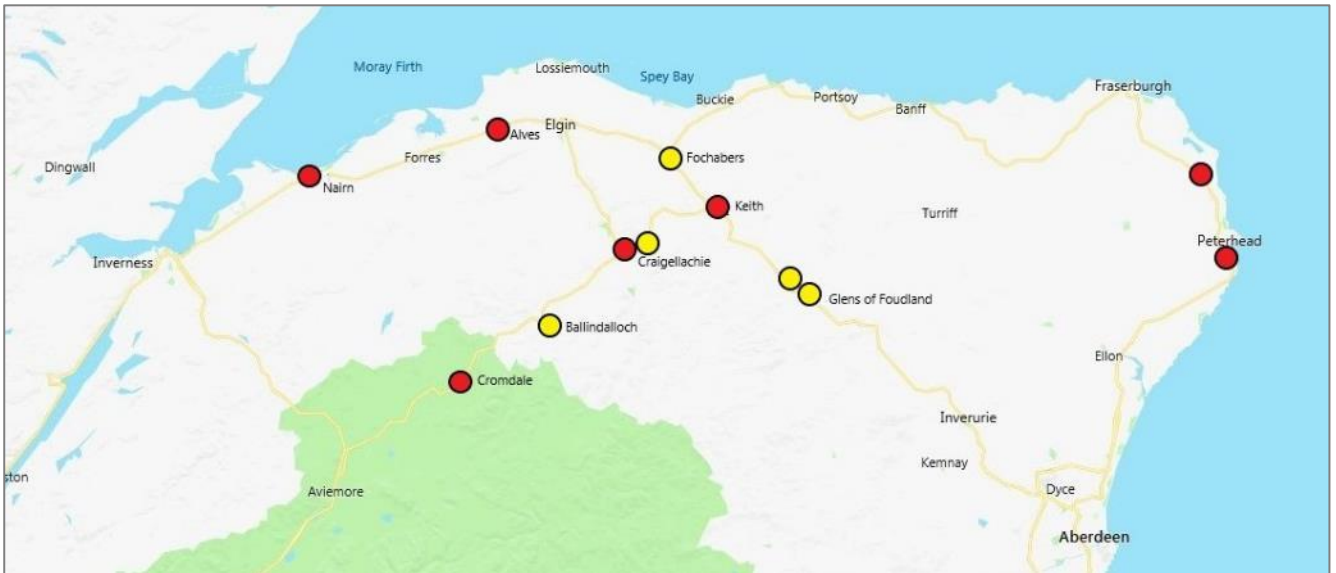 Moray Firth
Lossiemouth
Spey Bay
Buckie
Portsoy
Banff
Fraserburgh
Alves
Elgin
Dingwall
Forres
Fochabers
Nairn
Keith
Turriff
Peterhead
Inverness
Craigellachie
Glens of Foudland
Ballindalloch
Ellon
Cromdale
Inverurie
Kemnay
ston
Aviemore
Dyce
Aberdeen